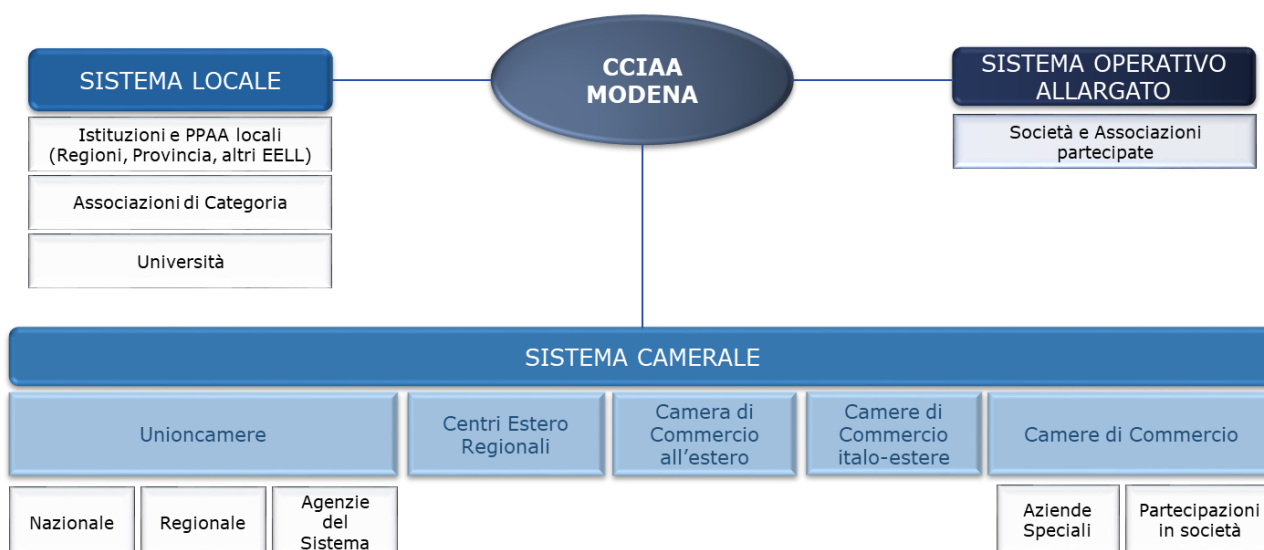 CCIAA
MODENA
SISTEMA LOCALE
Istituzioni e PPAA locali
(Regioni, Provincia, altri EELL)
Associazioni di Categoria
Università
SISTEMA OPERATIVO
ALLARGATO
Società e Associazioni
partecipate
SISTEMA CAMERALE
Unioncamere
Centri Estero
Regionali
Camera di
Commercio
all’estero
Camere di
Commercio
italo-estere
Camere di Commercio
Nazionale
Regionale
Agenzie
del
Sistema
Aziende
Speciali
Partecipazioni
in società